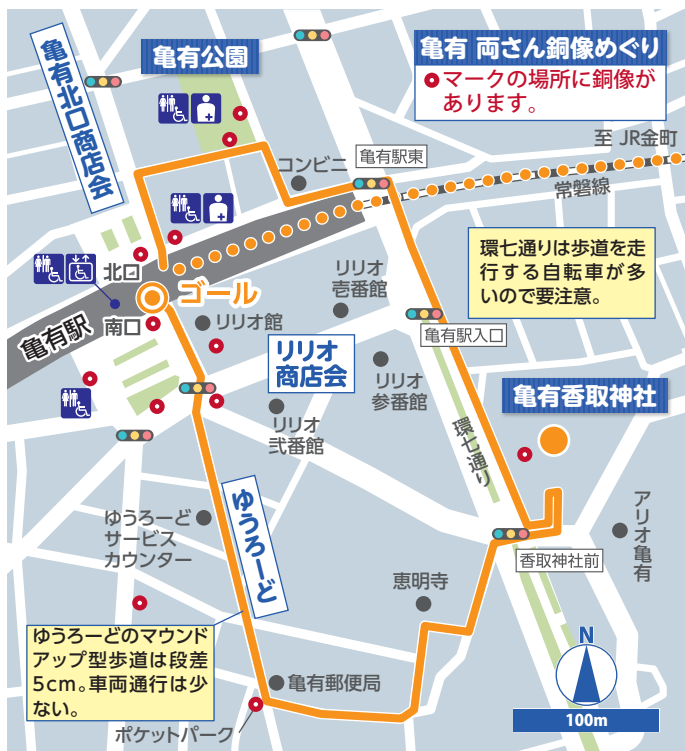 亀有公園
亀有 両さん銅像めぐり
マークの場所に銅像が
あります。
亀有北口商店会
至 JR金町
コンビニ
亀有駅東
常磐線
環七通りは歩道を走
行する自転車が多
いので要注意。
北口
ゴール
リリオ
壱番館
亀有駅
南口
リリオ館
亀有駅入口
リリオ
商店会
リリオ
参番館
亀有香取神社
リリオ
弐番館
環七通り
ゆうろーど
ゆうろーど
サービス
カウンター
アリオ亀有
香取神社前
恵明寺
ゆうろーどのマウンド
アップ型歩道は段差
5cm。車両通行は少
ない。
亀有郵便局
ポケットパーク
N
100m